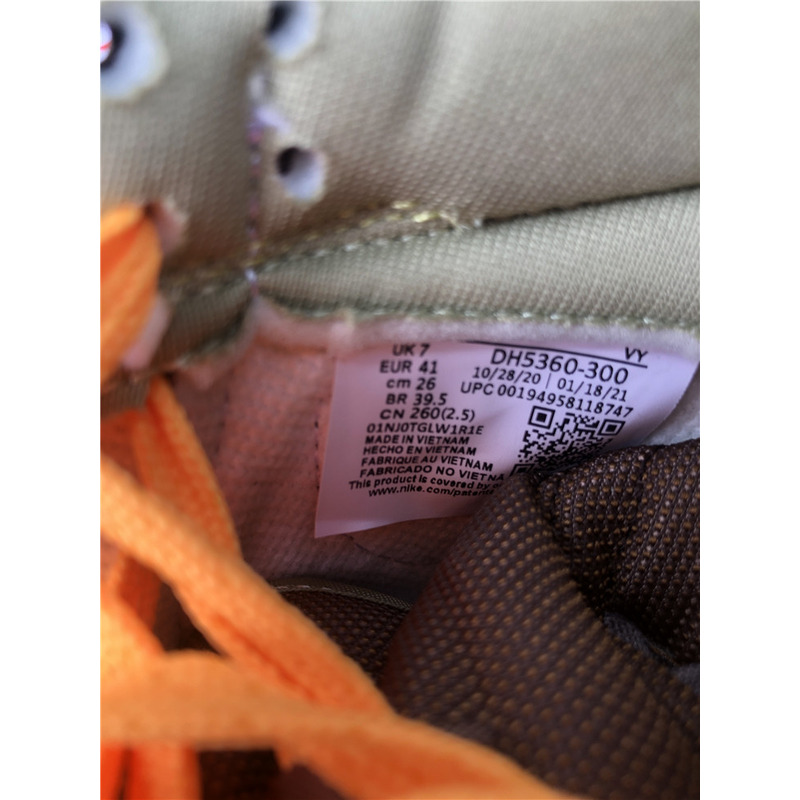 UK 7
EUR 41
cm 26
BR 39.5
CN 260(2.5)
01NJ0TGLW1R1E
MADE IN VIETNAM
HECHO EN VIETNAM
FABRIQUE AU VIETNAM
FABRICADO NO VIETNA
This product is covered by
www.nike.com/patents
VY
DH5360-300
10/28/20 | 01/18/21
UPC 00194958118747